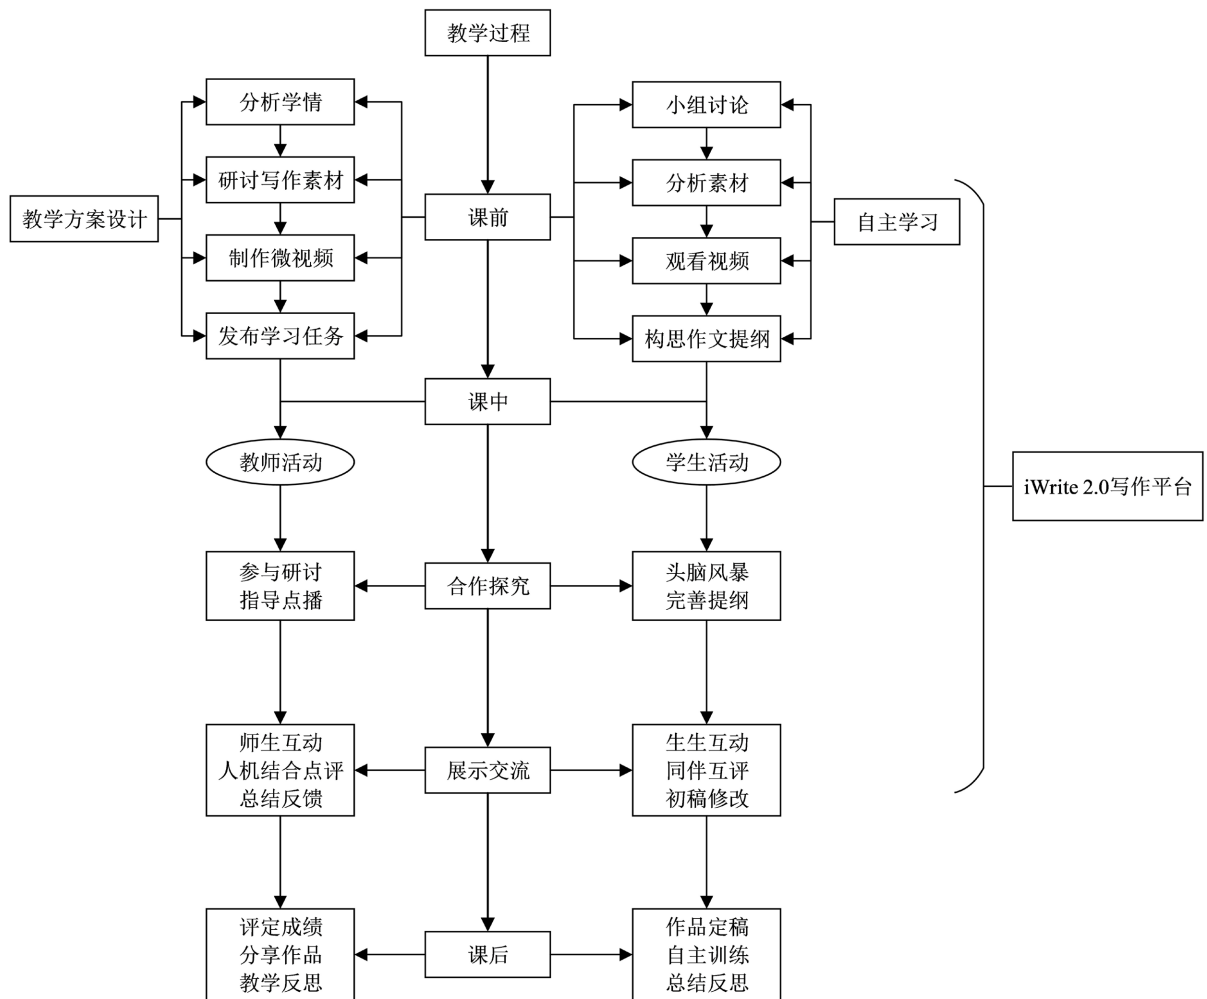 教学过程
分析学情
小组讨论
研讨写作素材
分析素材
教学方案设计
课前
自主学习
制作微视频
观看视频
发布学习任务
构思作文提纲
课中
教师活动
学生活动
iWrite 2.0写作平台
参与研讨
指导点播
合作探究
头脑风暴
完善提纲
师生互动
人机结合点评
总结反馈
展示交流
生生互动
同伴互评
初稿修改
评定成绩
分享作品
教学反思
课后
作品定稿
自主训练
总结反思